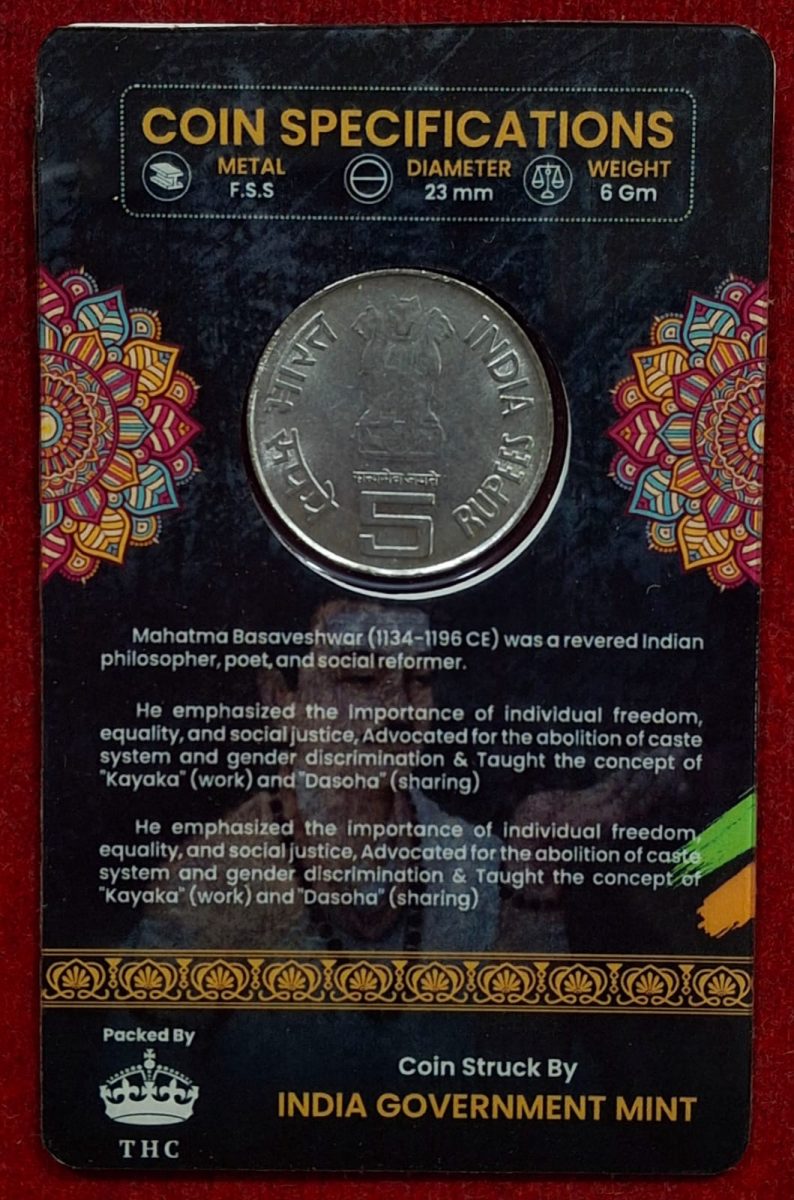 COIN SPECIFICATIONS
METAL
F.S.S
DIAMETER
23 mm
WEIGHT
6 Gm
भारत INDIA
रुपये RUPEES
सत्यमेव जयते
5
Mahatma Basaveshwar (1134-1196 CE) was a revered Indian
philosopher, poet, and social reformer.
He emphasized the importance of individual freedom,
equality, and social justice, Advocated for the abolition of caste
system and gender discrimination & Taught the concept of
"Kayaka" (work) and "Dasoha" (sharing)
He emphasized the importance of individual freedom,
equality, and social justice, Advocated for the abolition of caste
system and gender discrimination & Taught the concept of
"Kayaka" (work) and "Dasoha" (sharing)
Packed By
THC
Coin Struck By
INDIA GOVERNMENT MINT